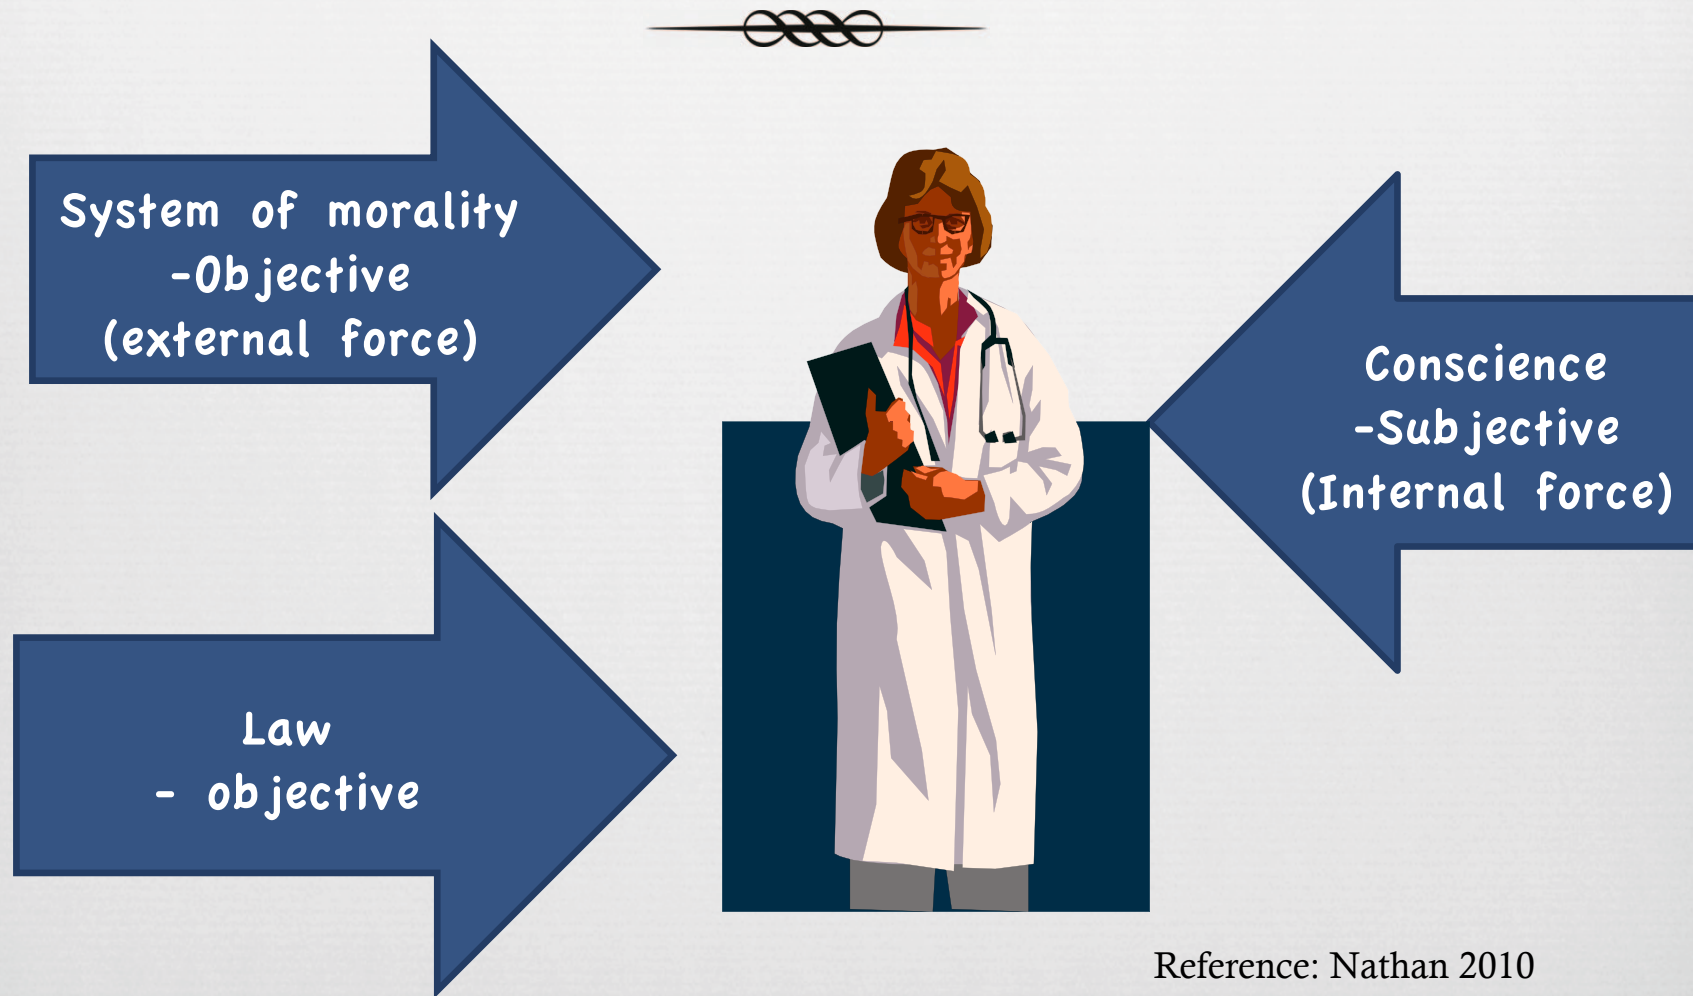 System of morality
-Objective
(external force)
Conscience
-Subjective
(Internal force)
Law
- objective
Reference: Nathan 2010